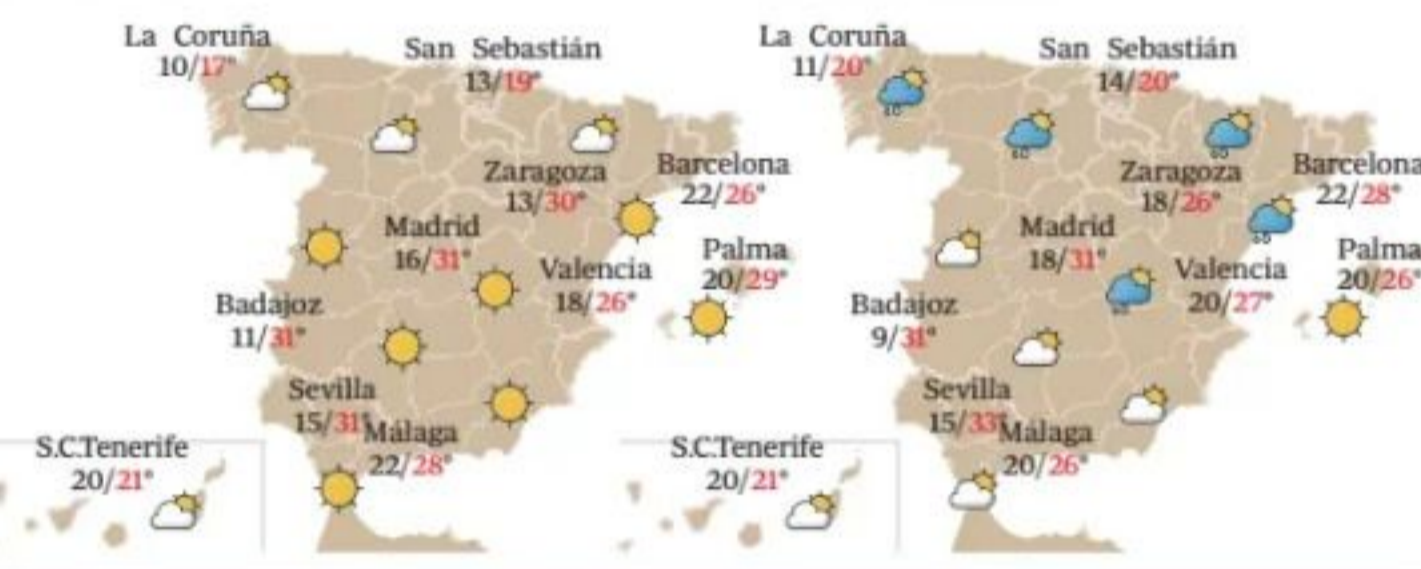 La Coruña
10/17°
San Sebastián
13/19°
Zaragoza
13/30°
Barcelona
22/26°
Madrid
16/31°
Palma
20/29°
Valencia
18/26°
Badajoz
11/31°
Sevilla
15/31°
Málaga
22/28°
S.C.Tenerife
20/21°
La Coruña
11/20°
San Sebastián
14/20°
Zaragoza
18/26°
Barcelona
22/28°
Madrid
18/31°
Palma
20/26°
Valencia
20/27°
Badajoz
9/31°
Sevilla
15/33°
Málaga
20/26°
S.C.Tenerife
20/21°